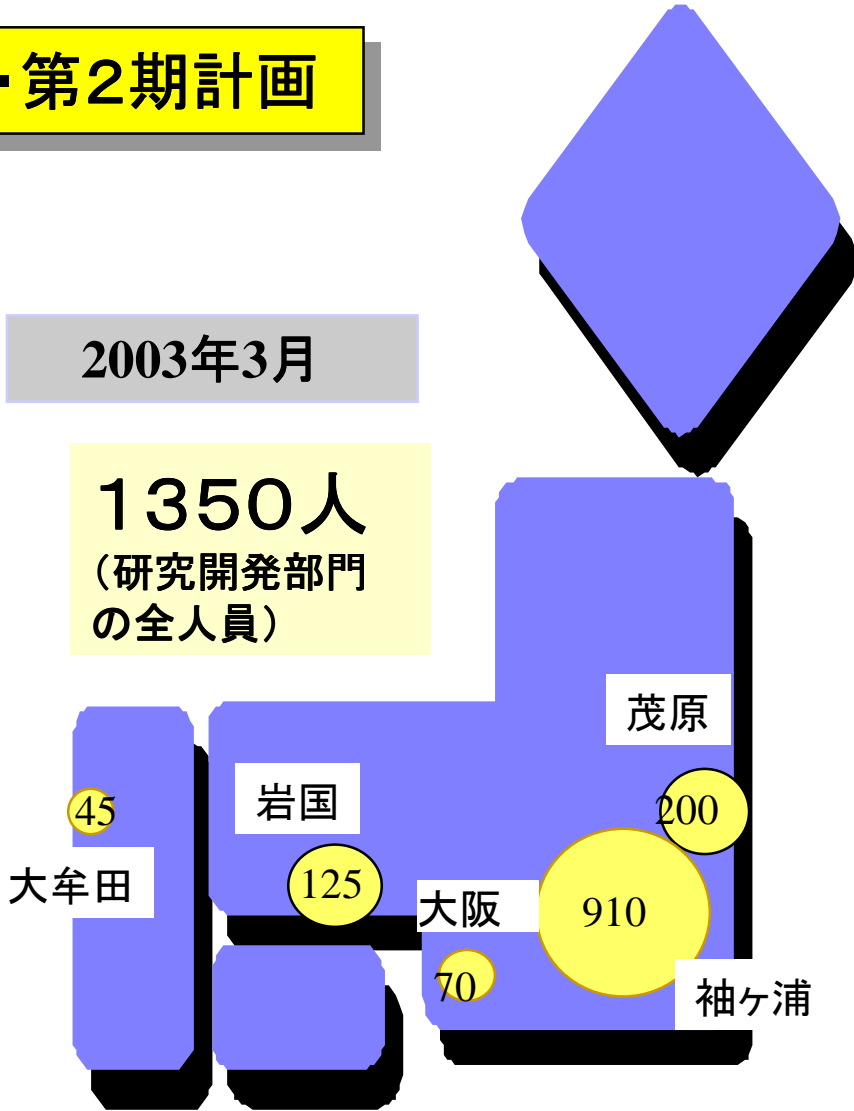 ・第２期計画
2003年3月
１３５０人
（研究開発部門
の全人員）
茂原
200
岩国
45
125
大牟田
大阪
910
70
袖ヶ浦